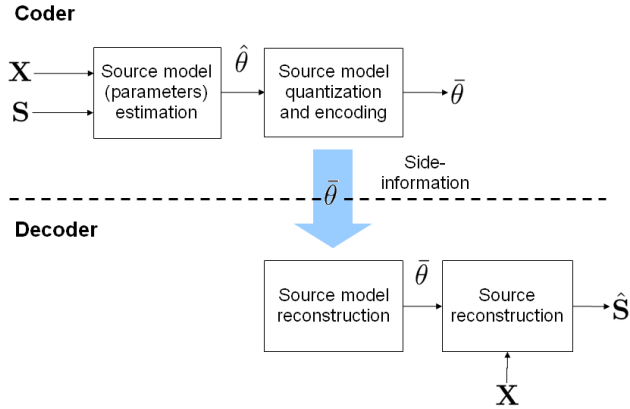 Coder
X
S
Source model
(parameters)
estimation
θ̂
Source model
quantization
and encoding
θ̄
Side-
information
θ̄
Decoder
Source model
reconstruction
θ̄
Source
reconstruction
Ŝ
X